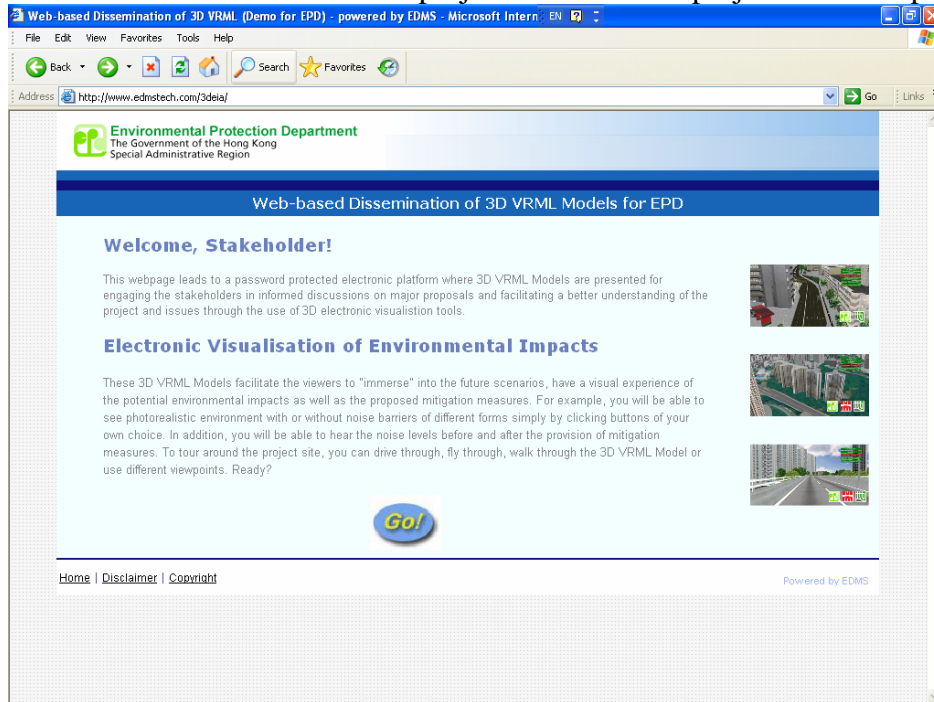 Web-based Dissemination of 3D VRML (Demo for EPD) - powered by EDMS - Microsoft Intern EN
File Edit View Favorites Tools Help
Back Search Favorites
Address http://www.edmstech.com/3deia/ Go Links
Environmental Protection Department
The Government of the Hong Kong
Special Administrative Region
Web-based Dissemination of 3D VRML Models for EPD
Welcome, Stakeholder!
This webpage leads to a password protected electronic platform where 3D VRML Models are presented for
engaging the stakeholders in informed discussions on major proposals and facilitating a better understanding of the
project and issues through the use of 3D electronic visualistion tools.
Electronic Visualisation of Environmental Impacts
These 3D VRML Models facilitate the viewers to "immerse" into the future scenarios, have a visual experience of
the potential environmental impacts as well as the proposed mitigation measures. For example, you will be able to
see photorealistic environment with or without noise barriers of different forms simply by clicking buttons of your
own choice. In addition, you will be able to hear the noise levels before and after the provision of mitigation
measures. To tour around the project site, you can drive through, fly through, walk through the 3D VRML Model or
use different viewpoints. Ready?
Go!
Home | Disclaimer | Copyright
Powered by EDMS